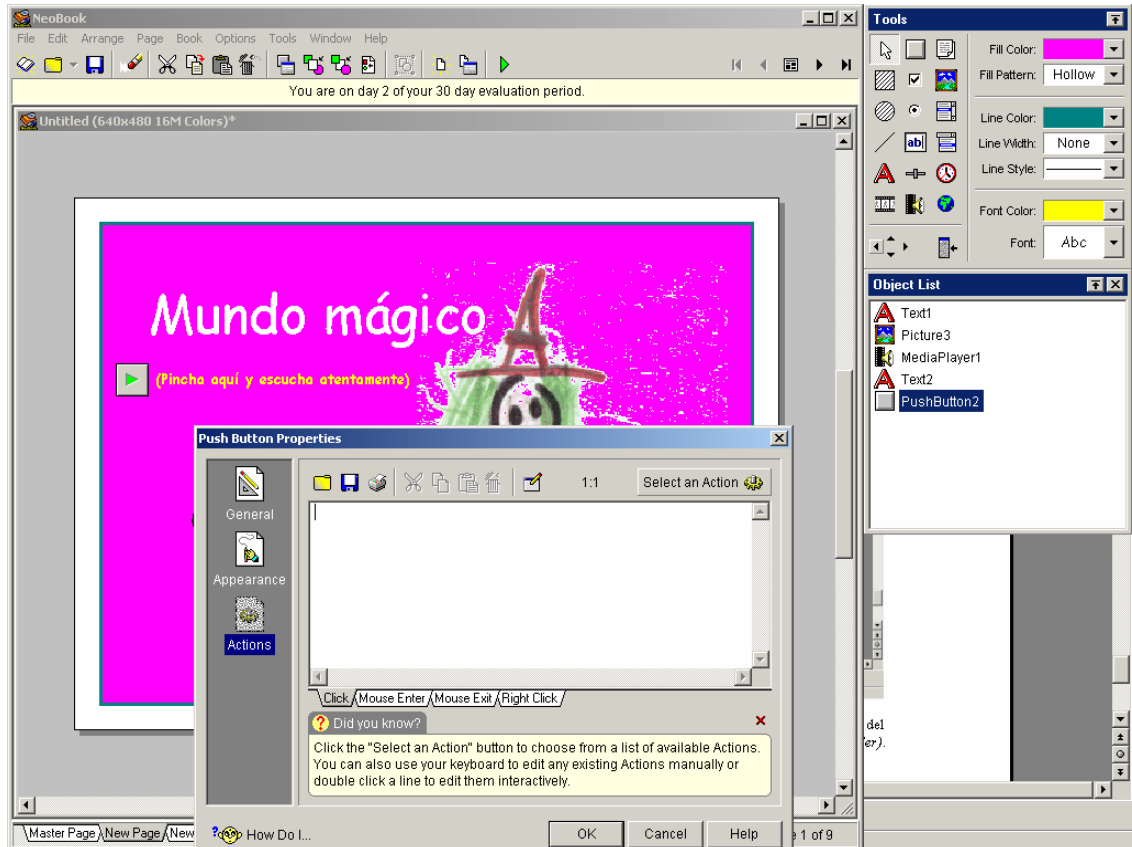 NeoBook
File Edit Arrange Page Book Options Tools Window Help
You are on day 2 of your 30 day evaluation period.
Untitled (640x480 16M Colors)*
Mundo mágico
(Pincha aquí y escucha atentamente)
Push Button Properties
General
Appearance
Actions
1:1
Select an Action
Click Mouse Enter Mouse Exit Right Click
Did you know?
Click the "Select an Action" button to choose from a list of available Actions.
You can also use your keyboard to edit any existing Actions manually or
double click a line to edit them interactively.
How Do I...
OK Cancel Help
Master Page New Page New
1 of 9
Tools
Fill Color:
Fill Pattern: Hollow
Line Color:
Line Width: None
Line Style:
Font Color:
Font: Abc
ab
Object List
Text1
Picture3
MediaPlayer1
Text2
PushButton2
del
er).